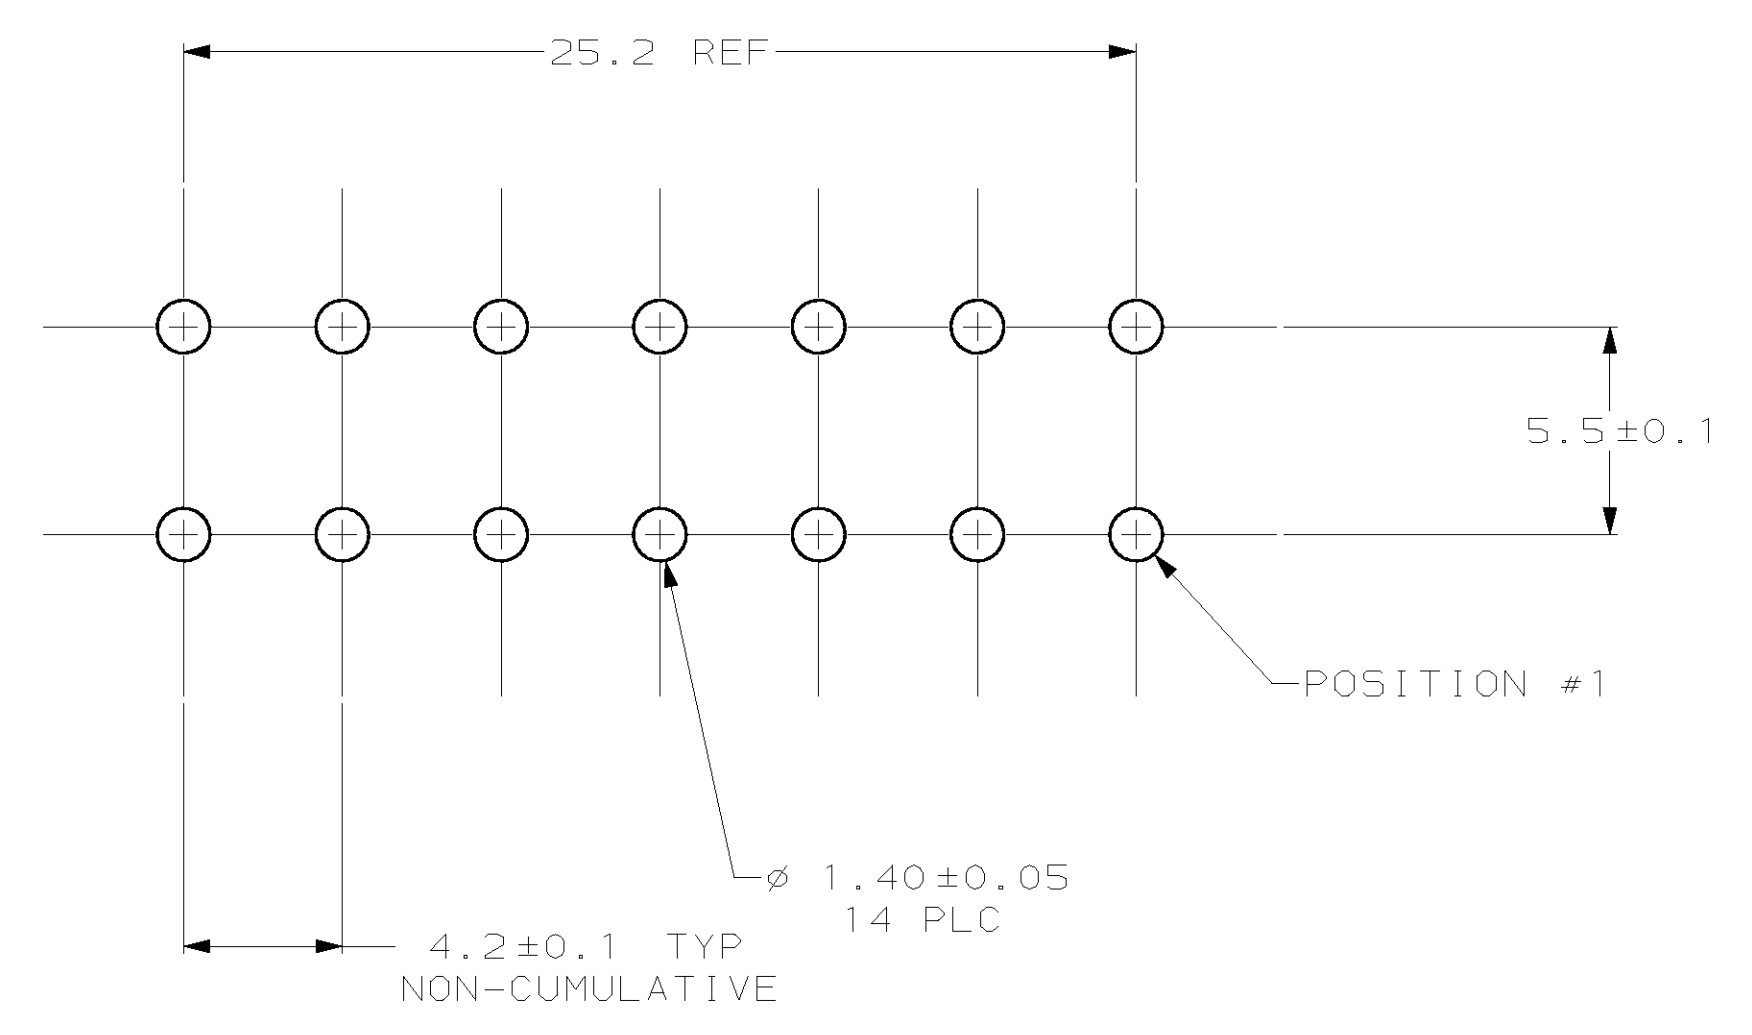 25.2 REF
5.5±0.1
POSITION #1
⌀ 1.40±0.05
14 PLC
4.2±0.1 TYP
NON-CUMULATIVE